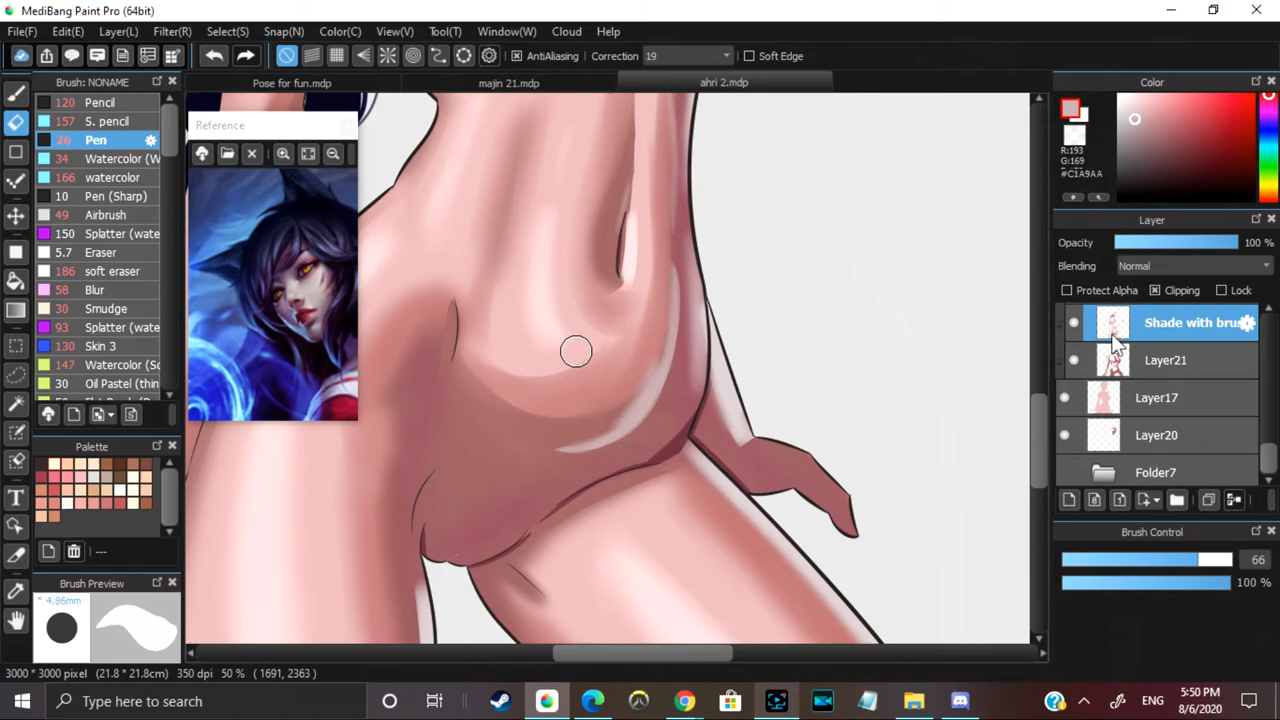 MediBang Paint Pro (64bit)
File(F) Edit(E) Layer(L) Filter(R) Select(S) Snap(N) Color(C) View(V) Tool(T) Window(W) Cloud Help
AntiAliasing Correction 19 Soft Edge
Brush: NONAME
Pose for fun.mdp majin 21.mdp ahri 2.mdp
Color
120 Pencil
157 S. pencil
26 Pen
34 Watercolor (W
166 watercolor
10 Pen (Sharp)
49 Airbrush
150 Splatter (wate
5.7 Eraser
186 soft eraser
58 Blur
30 Smudge
93 Splatter (wate
130 Skin 3
147 Watercolor (So
30 Oil Pastel (thin
Reference
R:193
G:169
#C1A9AA
Layer
Opacity 100 %
Blending Normal
Protect Alpha Clipping Lock
Shade with brus
Layer21
Layer17
Layer20
Folder7
Palette
---
Brush Control
66
100 %
Brush Preview
* 4.86mm
3000 * 3000 pixel (21.8 * 21.8cm) 350 dpi 50 % ( 1691, 2363 )
Type here to search
ENG
5:50 PM
8/6/2020